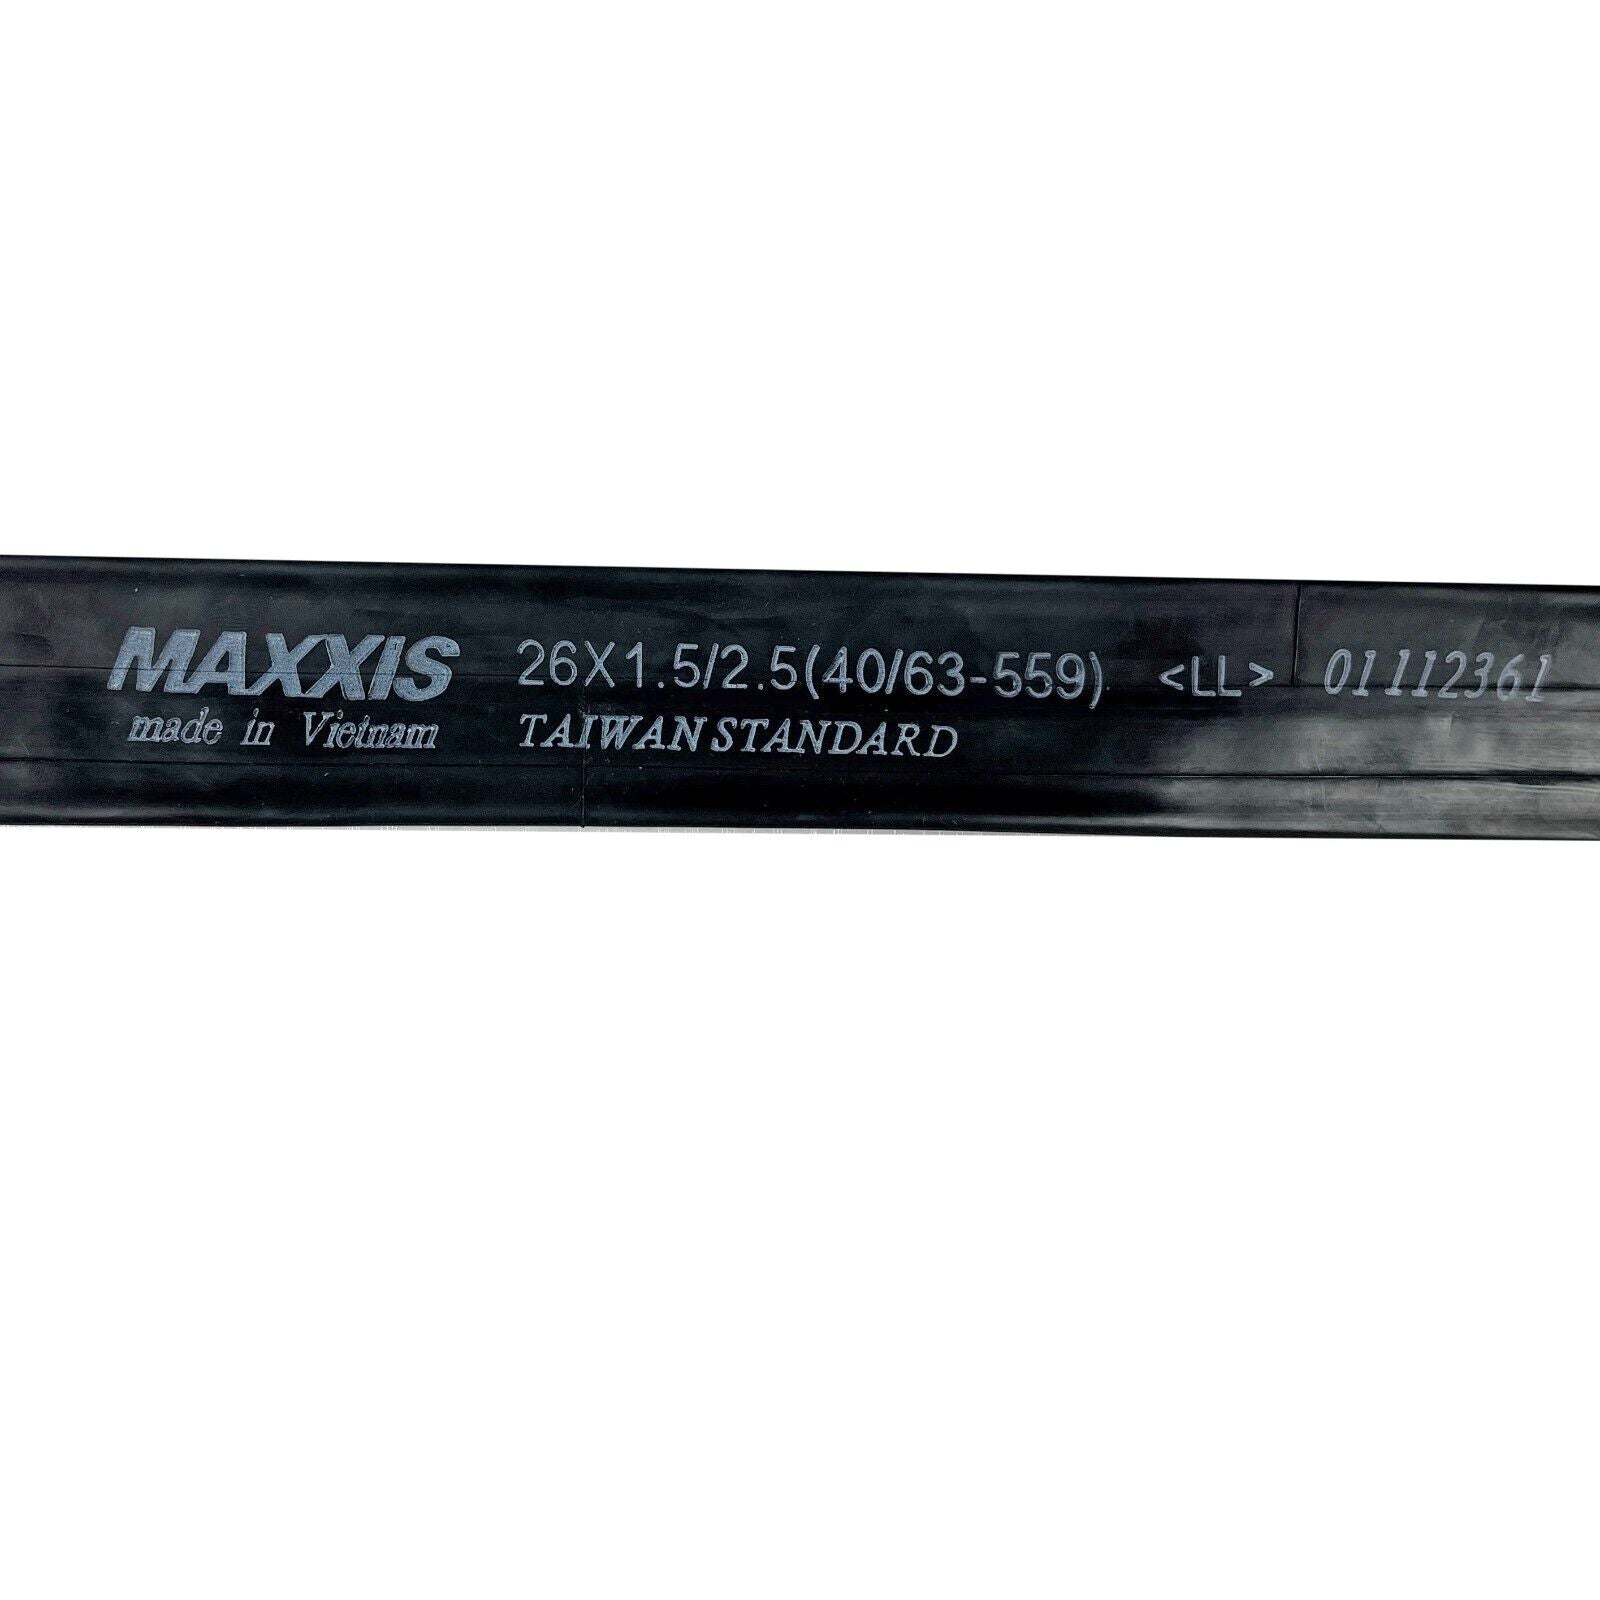 MAXXIS 26X1.5/2.5(40/63-559) <LL> 01112361
made in Vietnam TAIWAN STANDARD